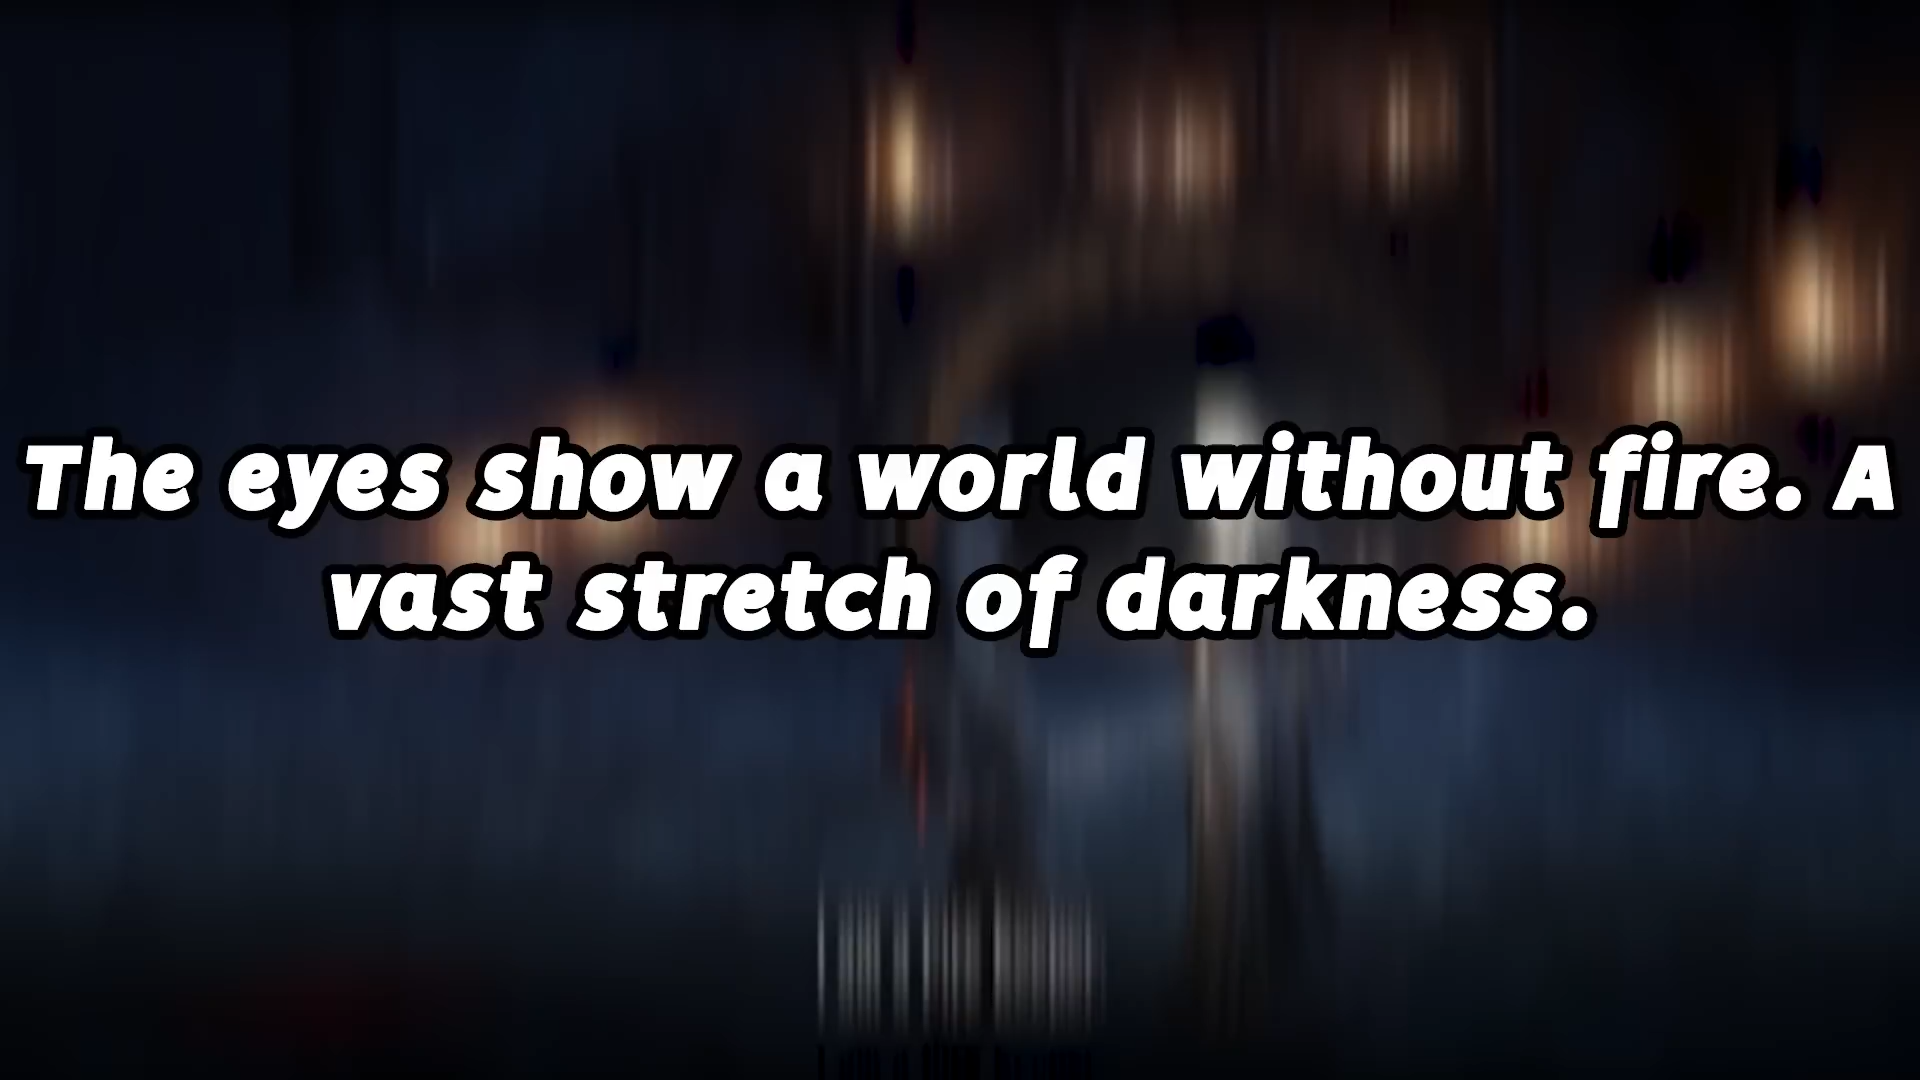 The eyes show a world without fire. A
vast stretch of darkness.